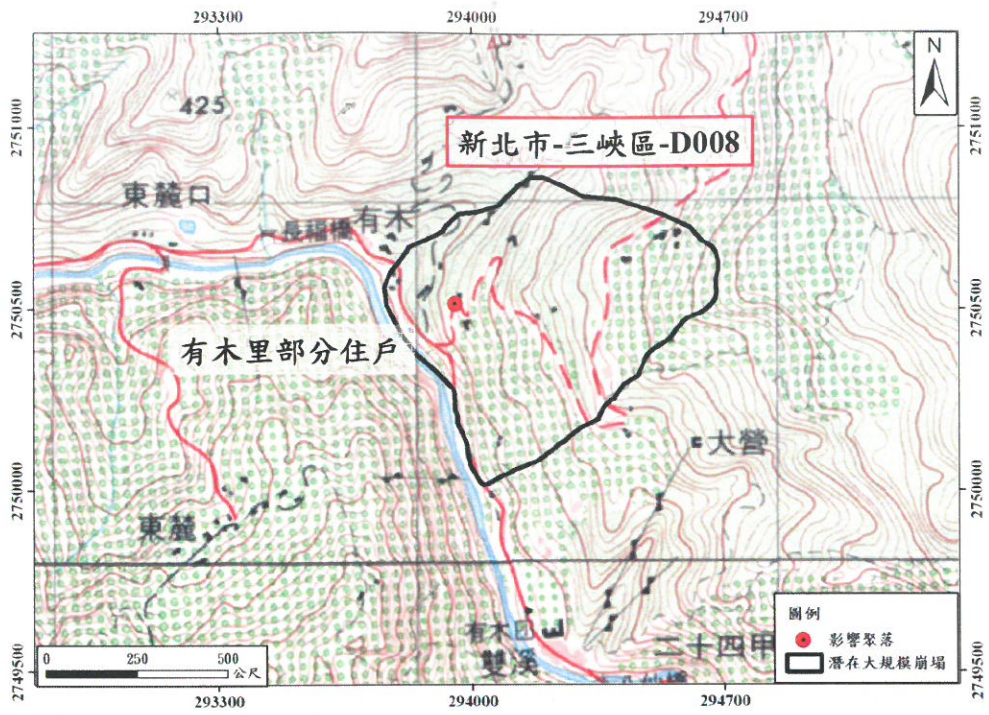 293300
294000
294700
N
2751000
2751000
425
新北市-三峽區-D008
東麓口
長福橋
有木
2750500
2750500
有木里部分住戶
大營
2750000
2750000
東麓
有木
雙溪
二十四甲
圖例
影響聚落
潛在大規模崩塌
0
250
500
公尺
2749500
2749500
293300
294000
294700